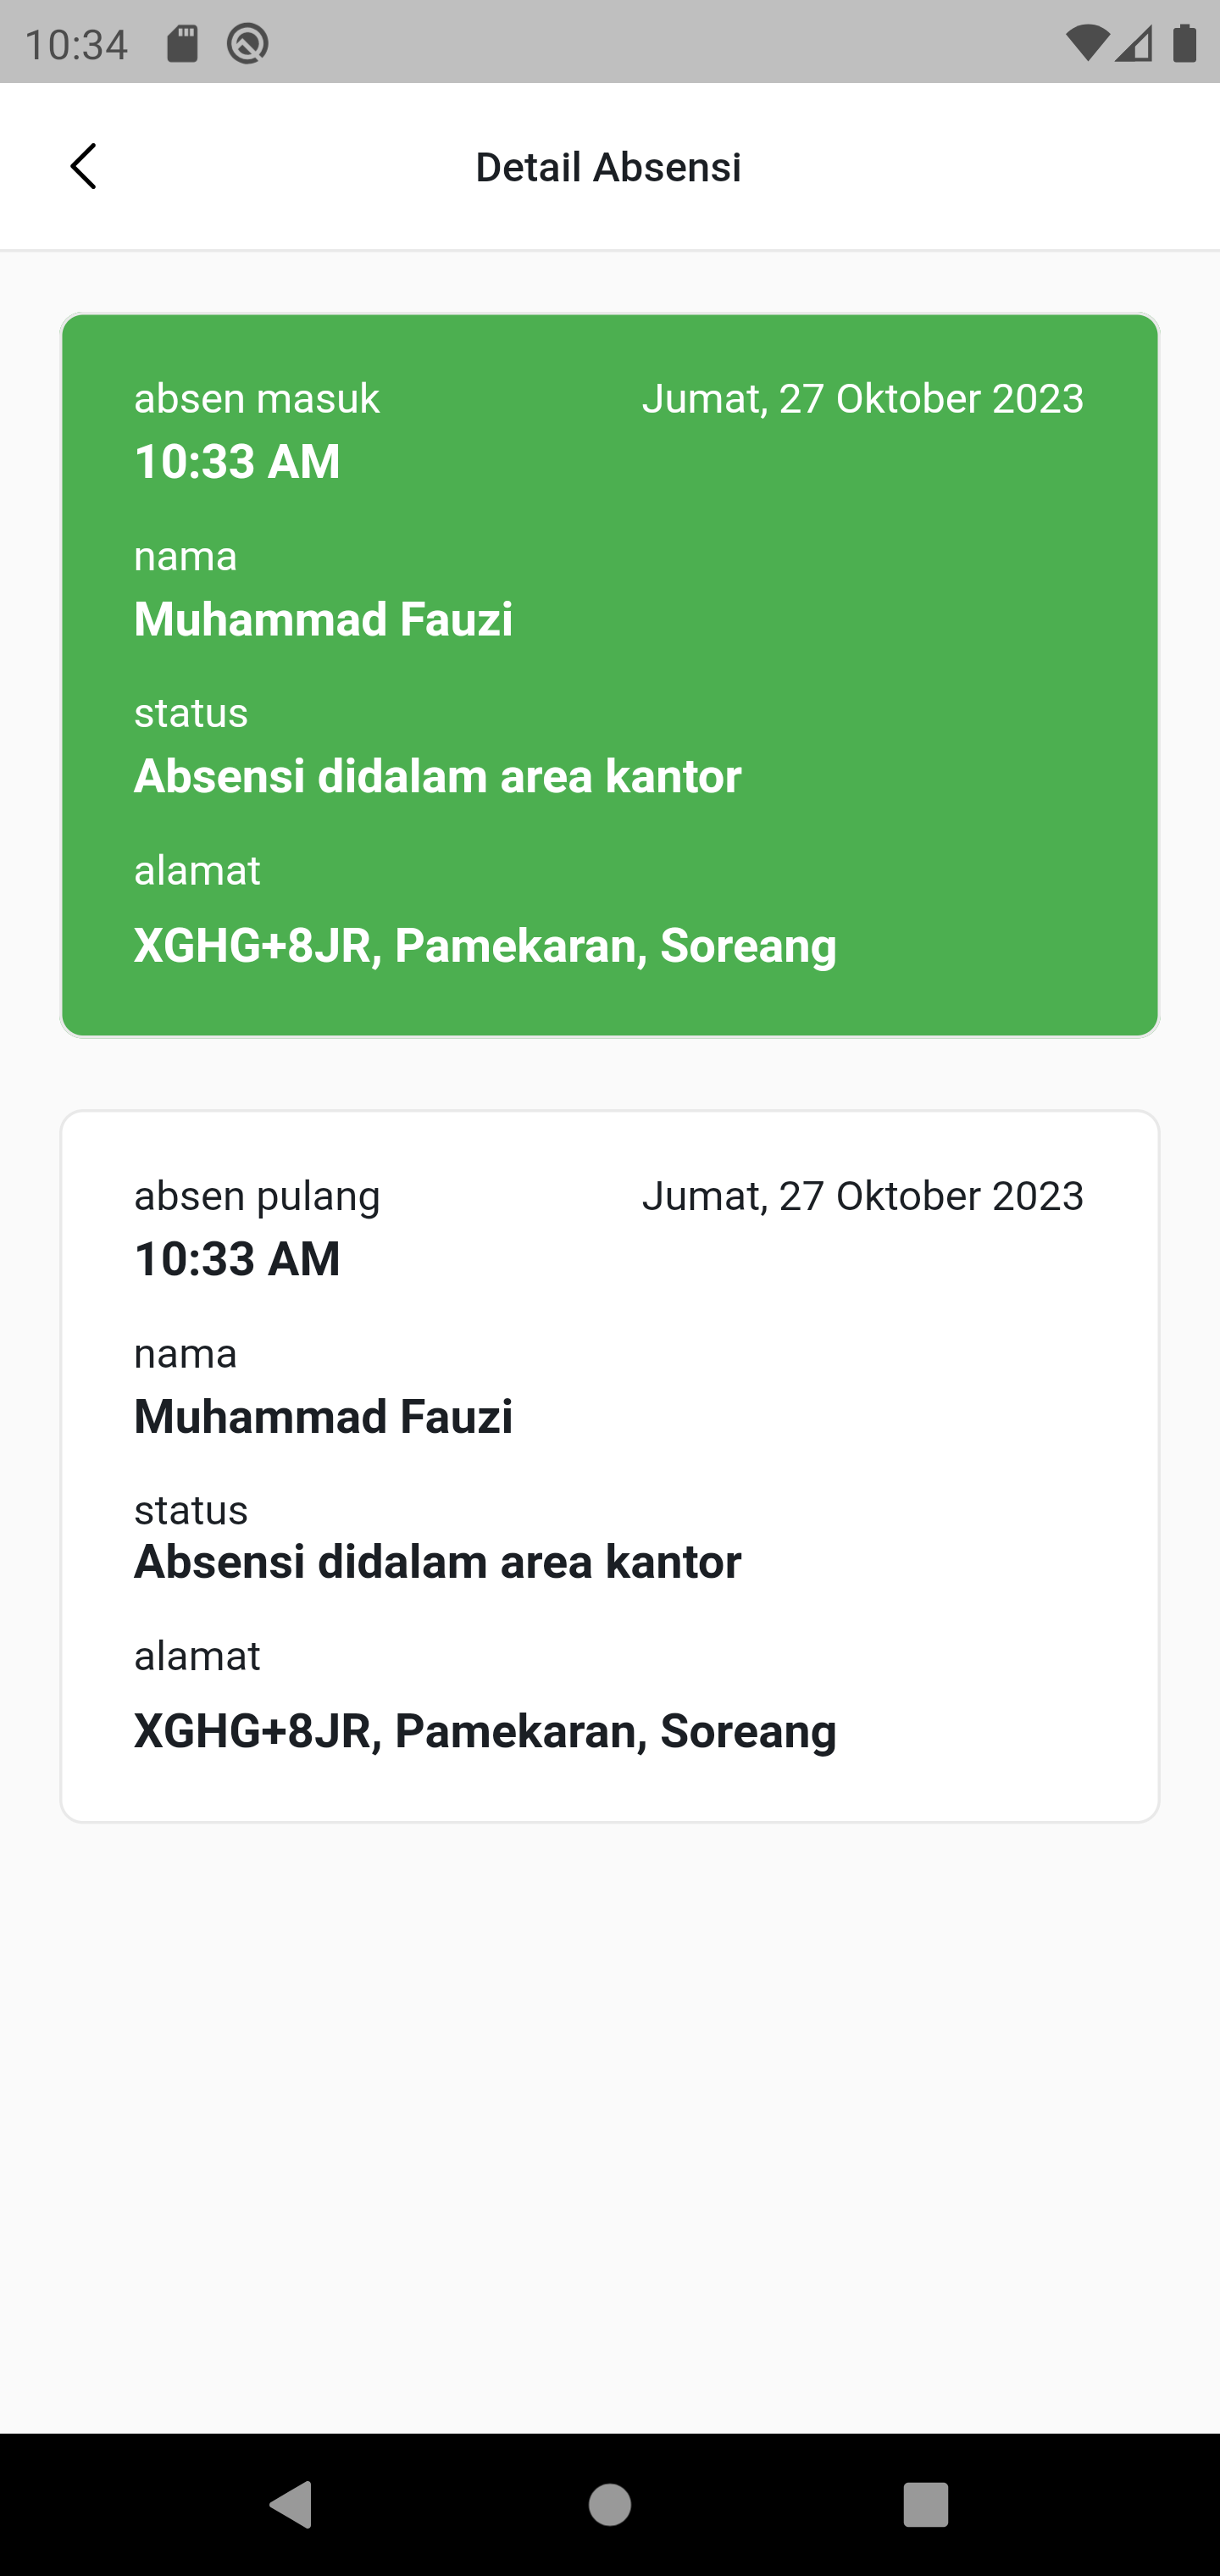 10:34
Detail Absensi
absen masuk Jumat, 27 Oktober 2023
10:33 AM
nama
Muhammad Fauzi
status
Absensi didalam area kantor
alamat
XGHG+8JR, Pamekaran, Soreang
absen pulang Jumat, 27 Oktober 2023
10:33 AM
nama
Muhammad Fauzi
status
Absensi didalam area kantor
alamat
XGHG+8JR, Pamekaran, Soreang